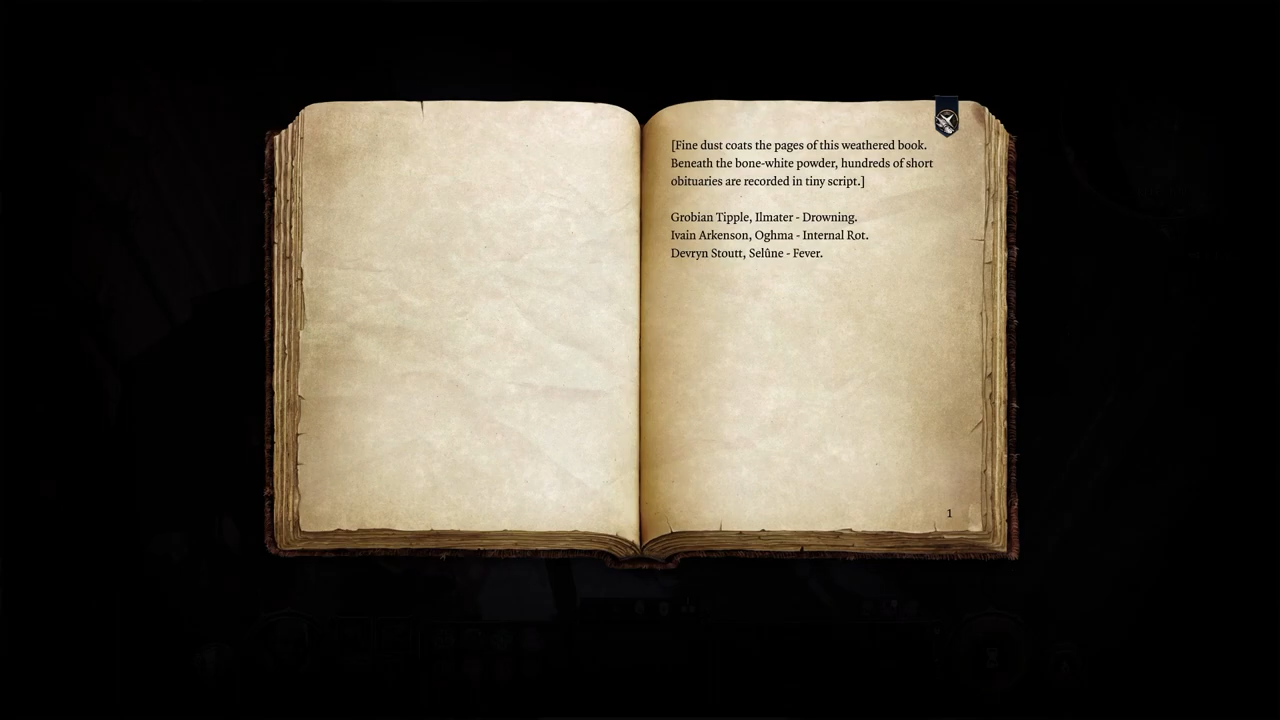 [Fine dust coats the pages of this weathered book.
Beneath the bone-white powder, hundreds of short
obituaries are recorded in tiny script.]
Grobian Tipple, Ilmater - Drowning.
Ivain Arkenson, Oghma - Internal Rot.
Devryn Stoutt, Selûne - Fever.
1